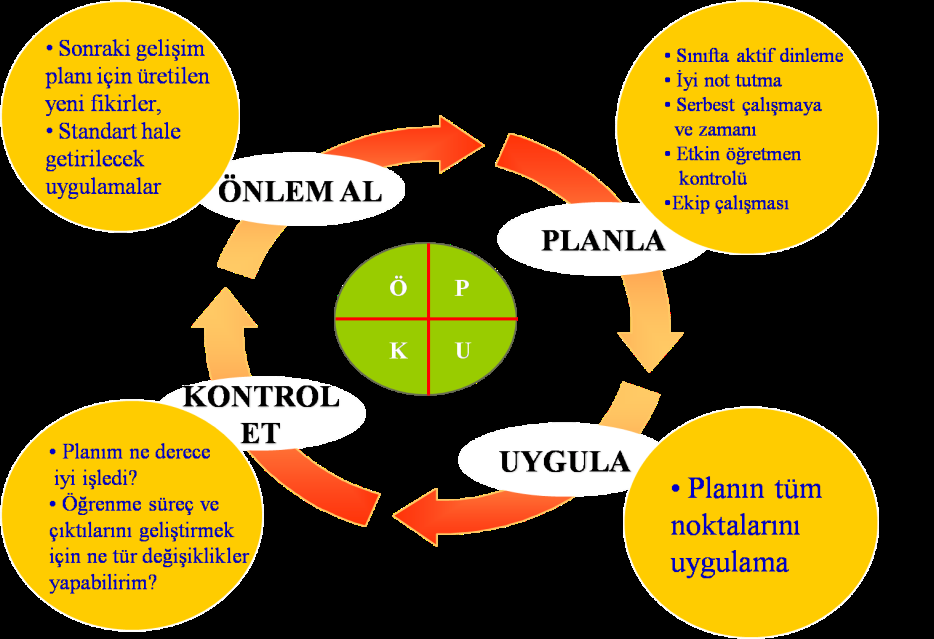 • Sonraki gelişim
planı için üretilen
yeni fikirler,
• Standart hale
getirilecek
uygulamalar
ÖNLEM AL
• Sınıfta aktif dinleme
• İyi not tutma
• Serbest çalışmaya
ve zamanı
• Etkin öğretmen
kontrolü
•Ekip çalışması
PLANLA
Ö P
K U
KONTROL
ET
• Planım ne derece
iyi işledi?
• Öğrenme süreç ve
çıktılarını geliştirmek
için ne tür değişiklikler
yapabilirim?
UYGULA
• Planın tüm
noktalarını
uygulama